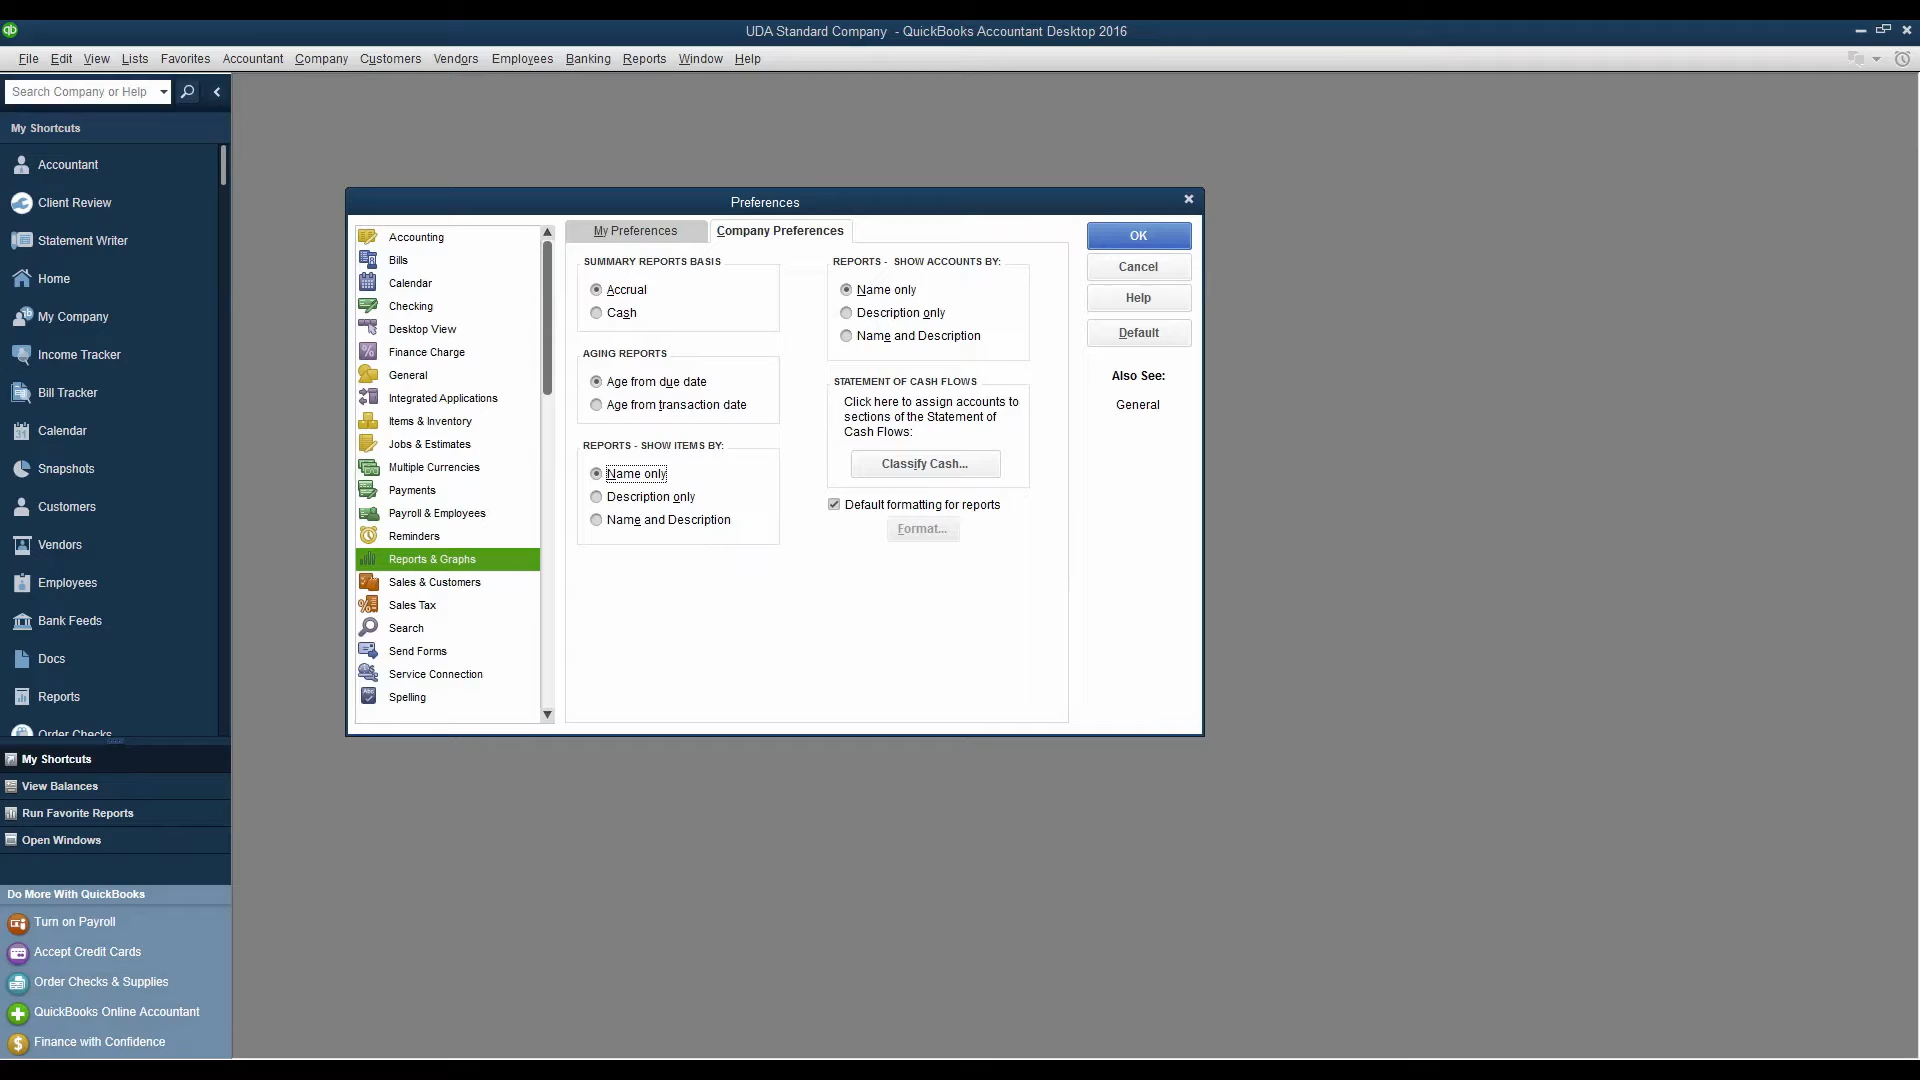 UDA Standard Company - QuickBooks Accountant Desktop 2016
File Edit View Lists Favorites Accountant Company Customers Vendors Employees Banking Reports Window Help
Search Company or Help
My Shortcuts
Accountant
Client Review
Statement Writer
Home
My Company
Income Tracker
Bill Tracker
Calendar
Snapshots
Customers
Vendors
Employees
Bank Feeds
Docs
Reports
Order Checks
My Shortcuts
View Balances
Run Favorite Reports
Open Windows
Do More With QuickBooks
Turn on Payroll
Accept Credit Cards
Order Checks & Supplies
QuickBooks Online Accountant
Finance with Confidence
Preferences
Accounting
Bills
Calendar
Checking
Desktop View
Finance Charge
General
Integrated Applications
Items & Inventory
Jobs & Estimates
Multiple Currencies
Payments
Payroll & Employees
Reminders
Reports & Graphs
Sales & Customers
Sales Tax
Search
Send Forms
Service Connection
Spelling
My Preferences
Company Preferences
SUMMARY REPORTS BASIS
Accrual
Cash
AGING REPORTS
Age from due date
Age from transaction date
REPORTS - SHOW ITEMS BY:
Name only
Description only
Name and Description
REPORTS - SHOW ACCOUNTS BY:
Name only
Description only
Name and Description
STATEMENT OF CASH FLOWS
Click here to assign accounts to
sections of the Statement of
Cash Flows:
Classify Cash...
Default formatting for reports
Format...
OK
Cancel
Help
Default
Also See:
General